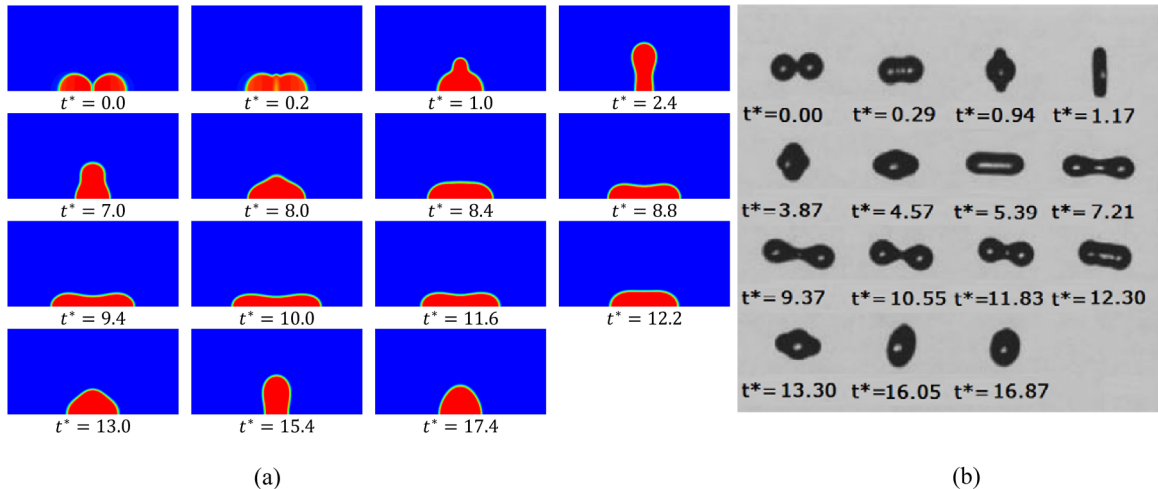 t* = 0.0
t* = 0.2
t* = 1.0
t* = 2.4
t* = 7.0
t* = 8.0
t* = 8.4
t* = 8.8
t* = 9.4
t* = 10.0
t* = 11.6
t* = 12.2
t* = 13.0
t* = 15.4
t* = 17.4
(a)
t*=0.00
t*=0.29
t*=0.94
t*=1.17
t*=3.87
t*=4.57
t*=5.39
t*=7.21
t*=9.37
t*=10.55
t*=11.83
t*=12.30
t*=13.30
t*=16.05
t*=16.87
(b)